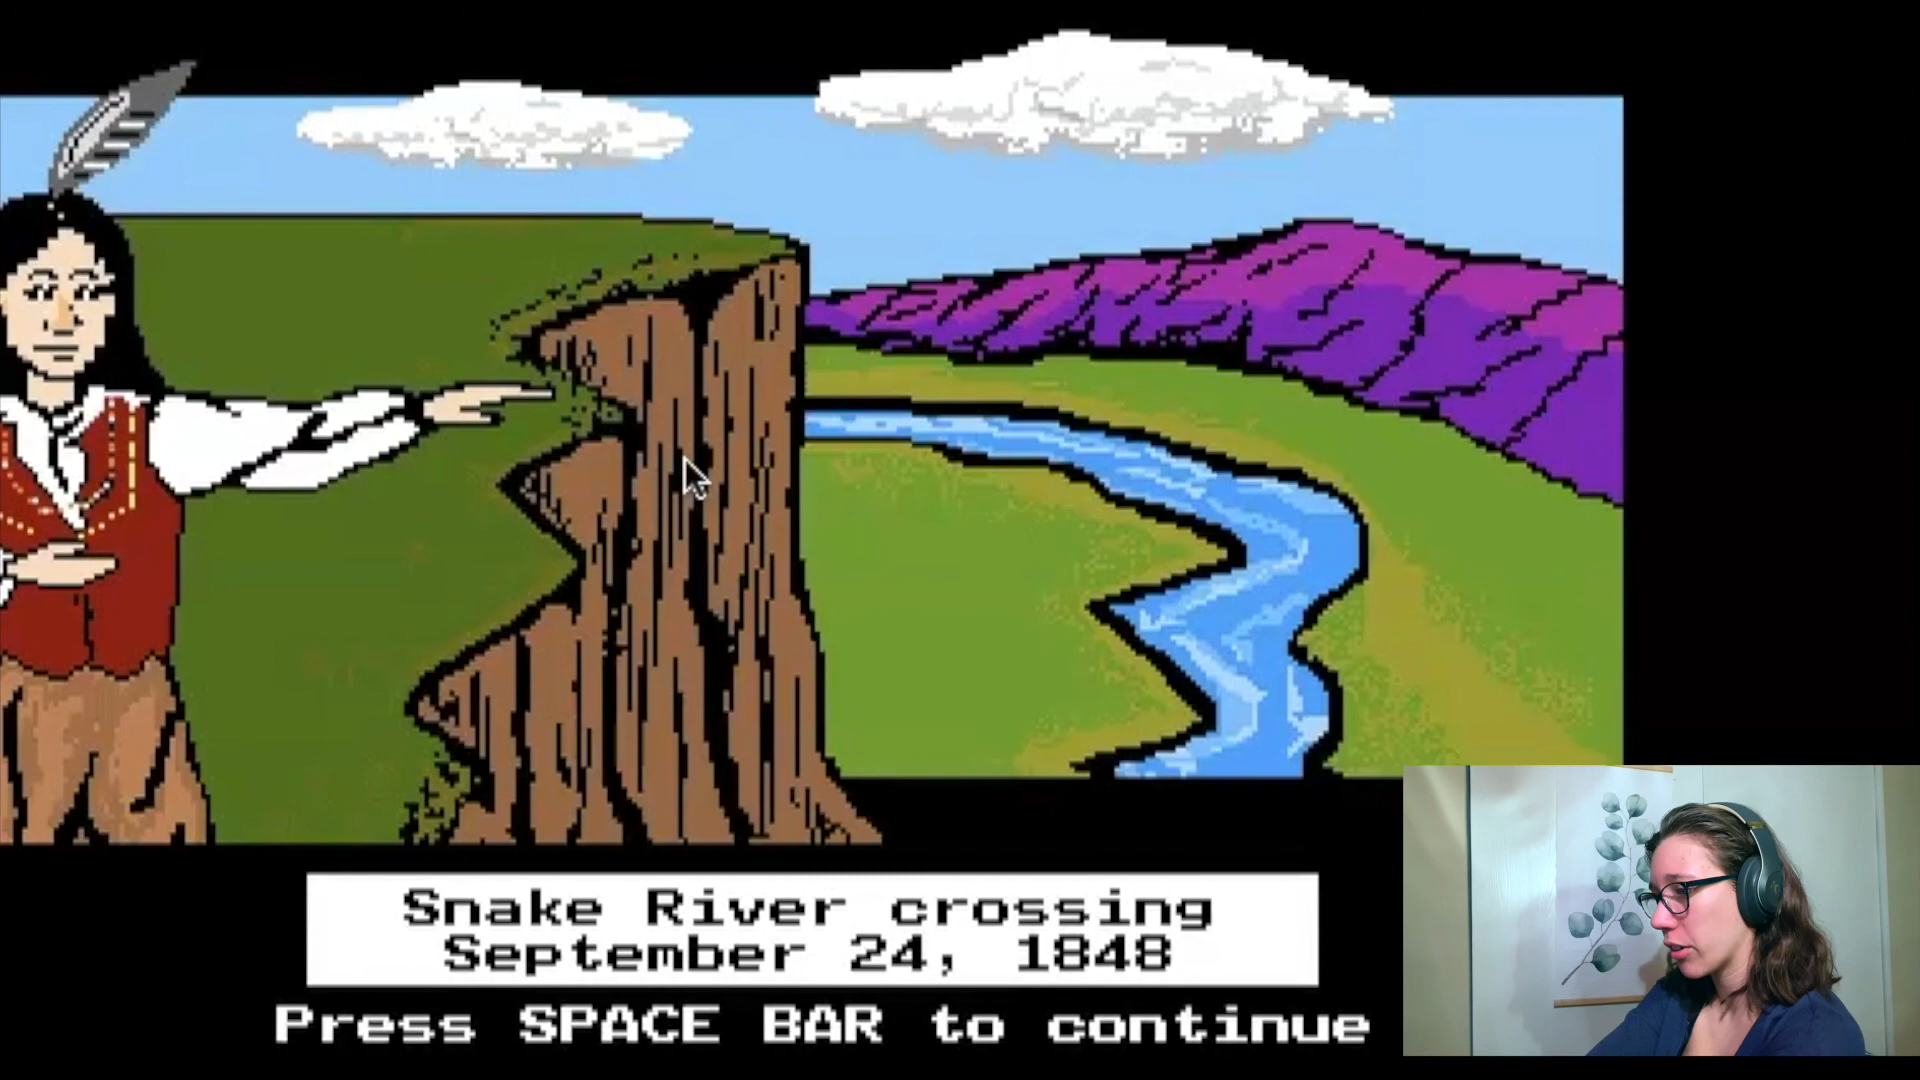 Snake River crossing
September 24, 1848
Press SPACE BAR to continue